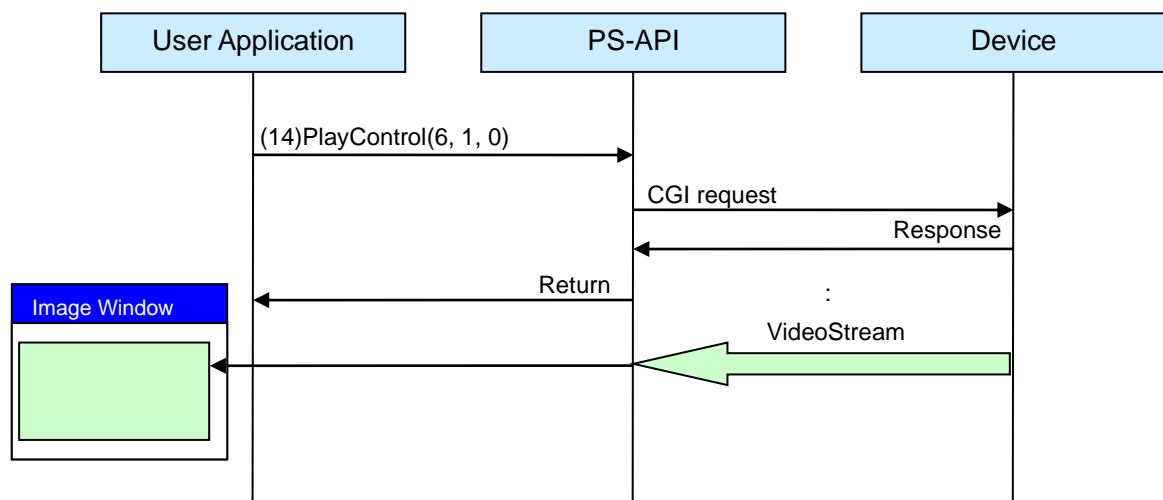 User Application
PS-API
Device
(14)PlayControl(6, 1, 0)
CGI request
Response
Return
:
Image Window
VideoStream